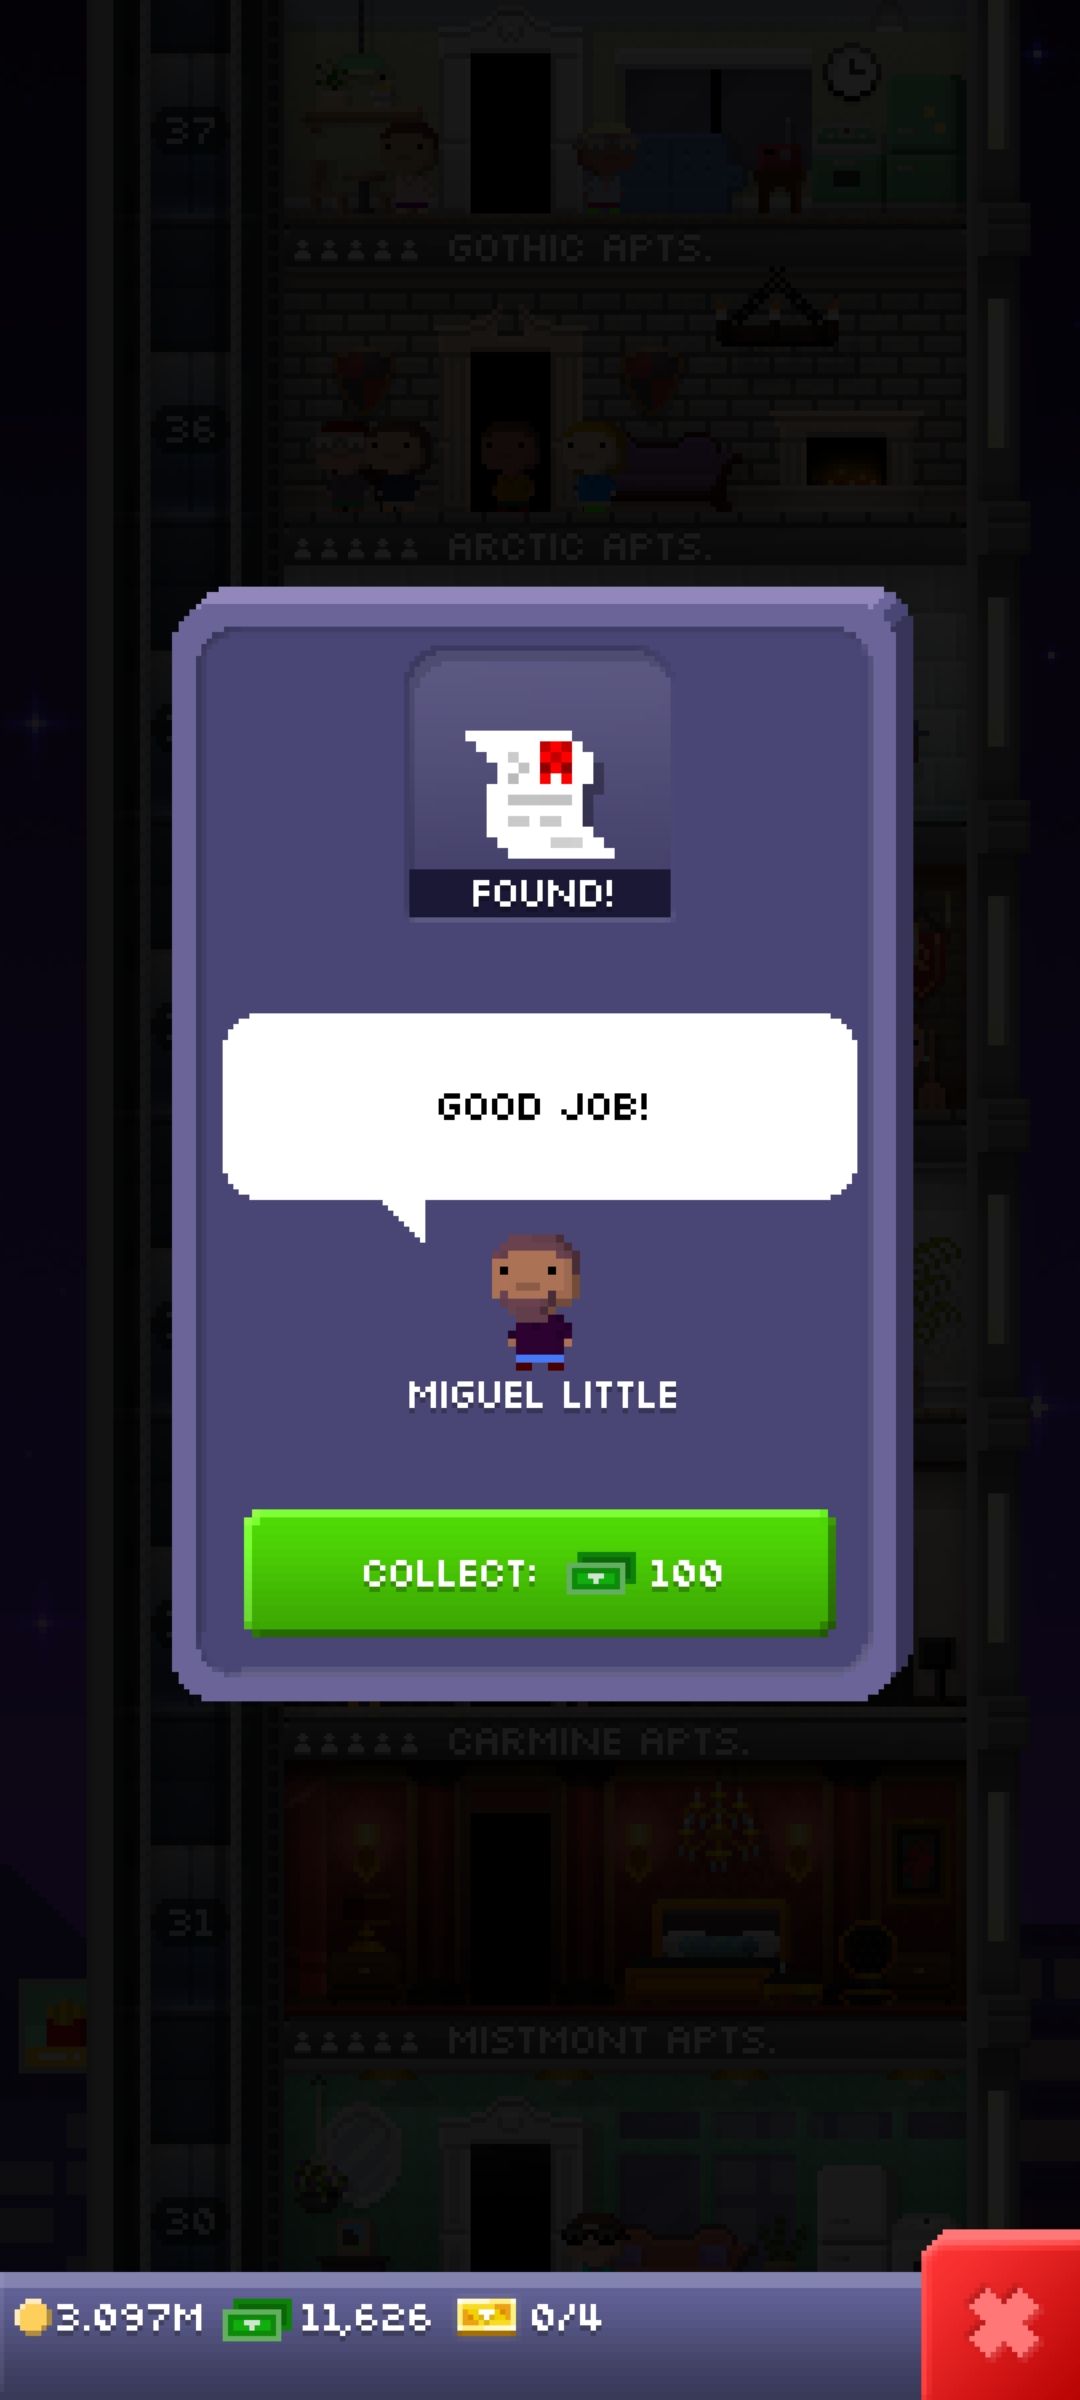 37
GOTHIC APTS.
36
ARCTIC APTS.
FOUND!
GOOD JOB!
MIGUEL LITTLE
COLLECT: 100
CARMINE APTS.
31
MISTMONT APTS.
30
3.097M 11,626 0/4